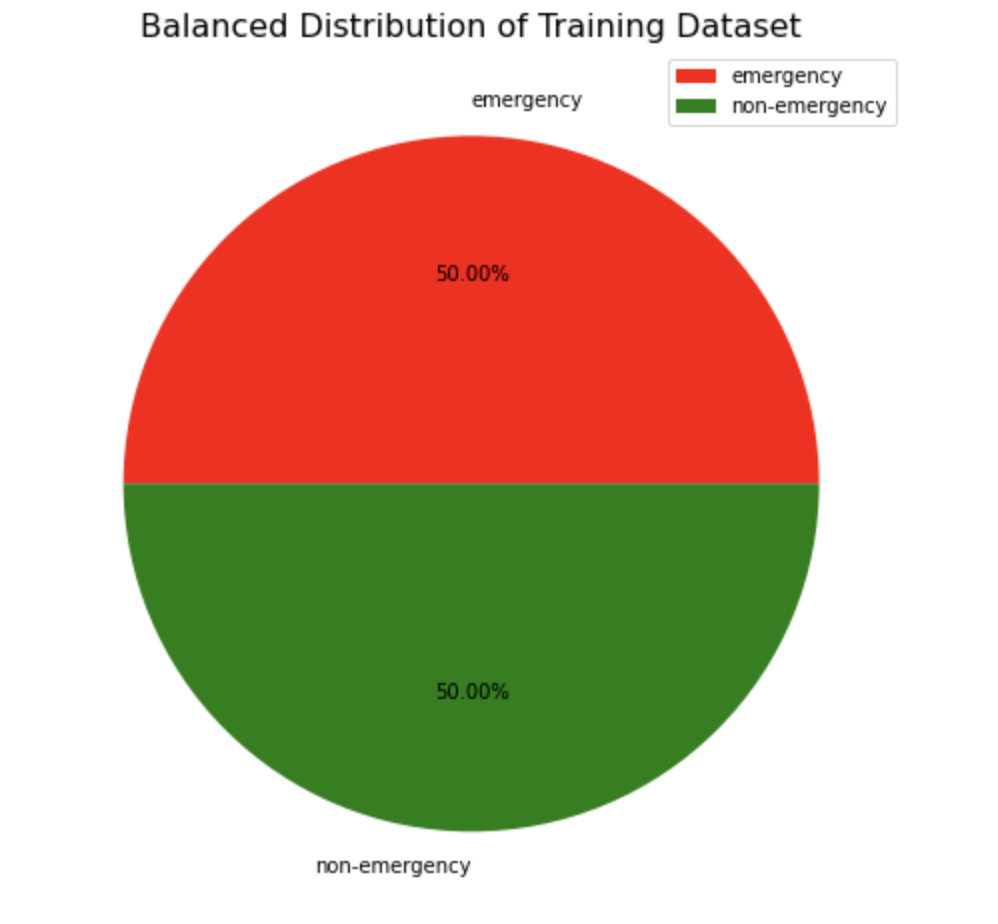 Balanced Distribution of Training Dataset
emergency
non-emergency
emergency
50.00%
50.00%
non-emergency